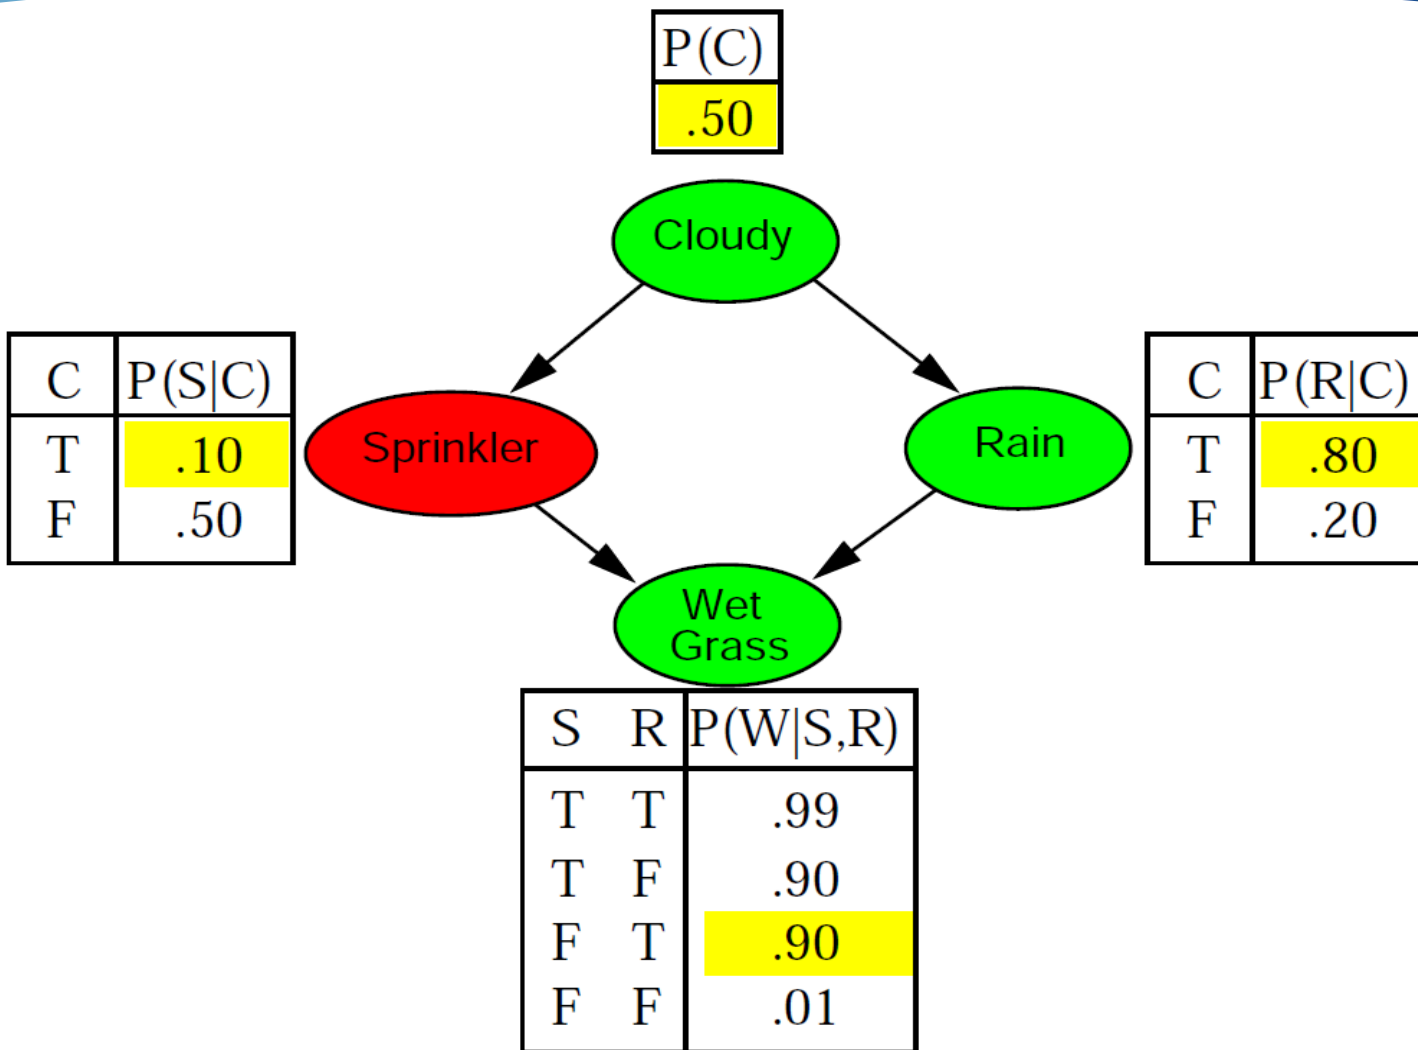 P(C)
.50
Cloudy
C P(S|C)
T .10
F .50
Sprinkler
Rain
C P(R|C)
T .80
F .20
Wet
Grass
S R P(W|S,R)
T T .99
T F .90
F T .90
F F .01